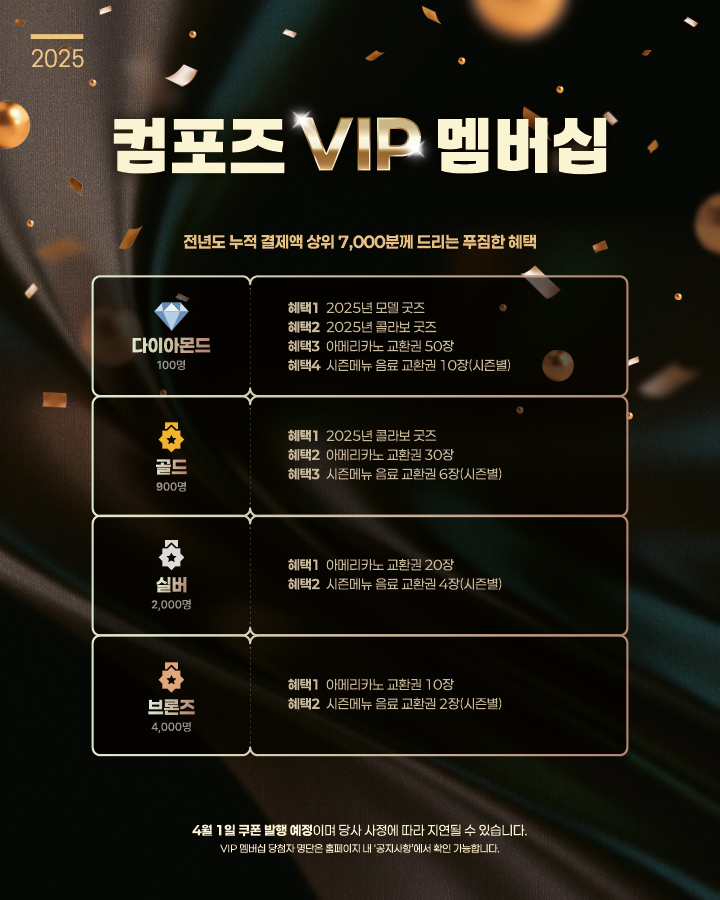 2025
컴포즈 VIP 멤버십
전년도 누적 결제액 상위 7,000분께 드리는 푸짐한 혜택
다이아몬드
100명
혜택1 2025년 모델 굿즈
혜택2 2025년 콜라보 굿즈
혜택3 아메리카노 교환권 50장
혜택4 시즌메뉴 음료 교환권 10장(시즌별)
골드
900명
혜택1 2025년 콜라보 굿즈
혜택2 아메리카노 교환권 30장
혜택3 시즌메뉴 음료 교환권 6장(시즌별)
실버
2,000명
혜택1 아메리카노 교환권 20장
혜택2 시즌메뉴 음료 교환권 4장(시즌별)
브론즈
4,000명
혜택1 아메리카노 교환권 10장
혜택2 시즌메뉴 음료 교환권 2장(시즌별)
4월 1일 쿠폰 발행 예정이며 당사 사정에 따라 지연될 수 있습니다.
VIP 멤버십 당첨자 명단은 홈페이지 내 '공지사항'에서 확인 가능합니다.